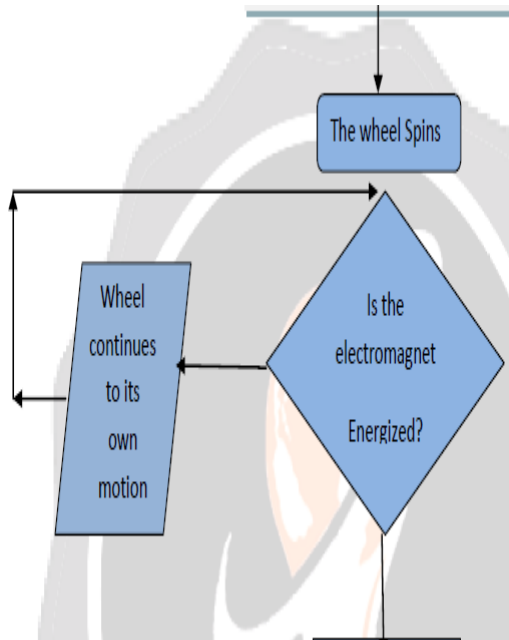 The wheel Spins
Is the
electromagnet
Energized?
Wheel
continues
to its
own
motion